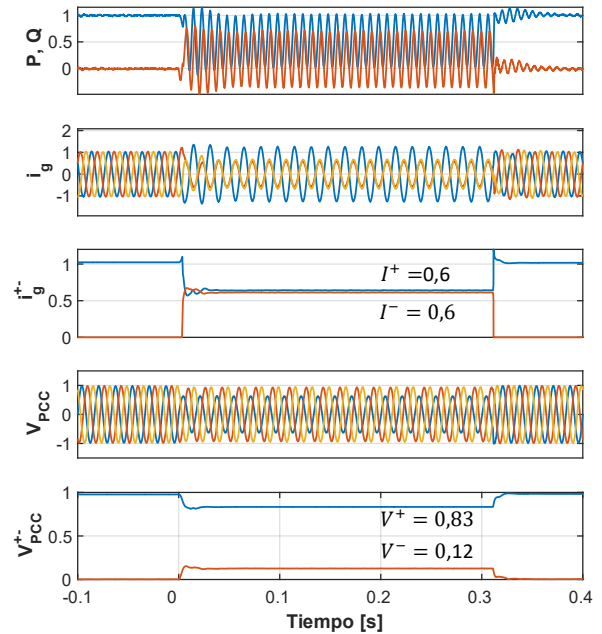 P, Q
1
0
i_g
2
1
0
-1
i_g^{+-}
1
0.5
0
I⁺ =0,6
I⁻ = 0,6
V_PCC
1
0
-1
V_PCC^{+-}
1
0.5
0
V⁺ = 0,83
V⁻ = 0,12
-0.1 0 0.1 0.2 0.3 0.4
Tiempo [s]